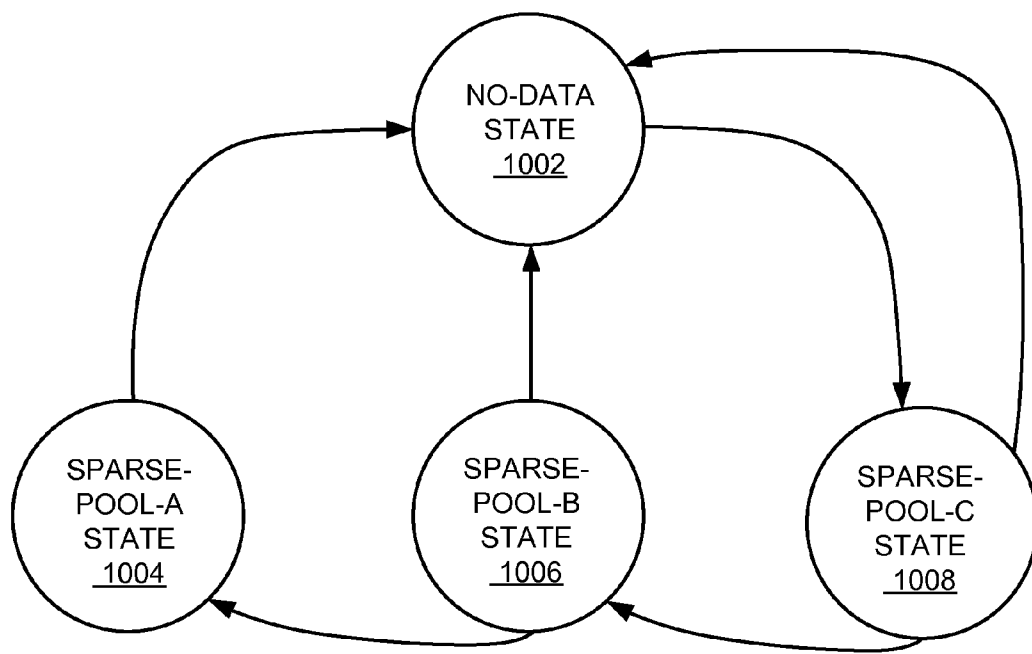 NO-DATA
STATE
1002
SPARSE-
POOL-A
STATE
1004
SPARSE-
POOL-B
STATE
1006
SPARSE-
POOL-C
STATE
1008